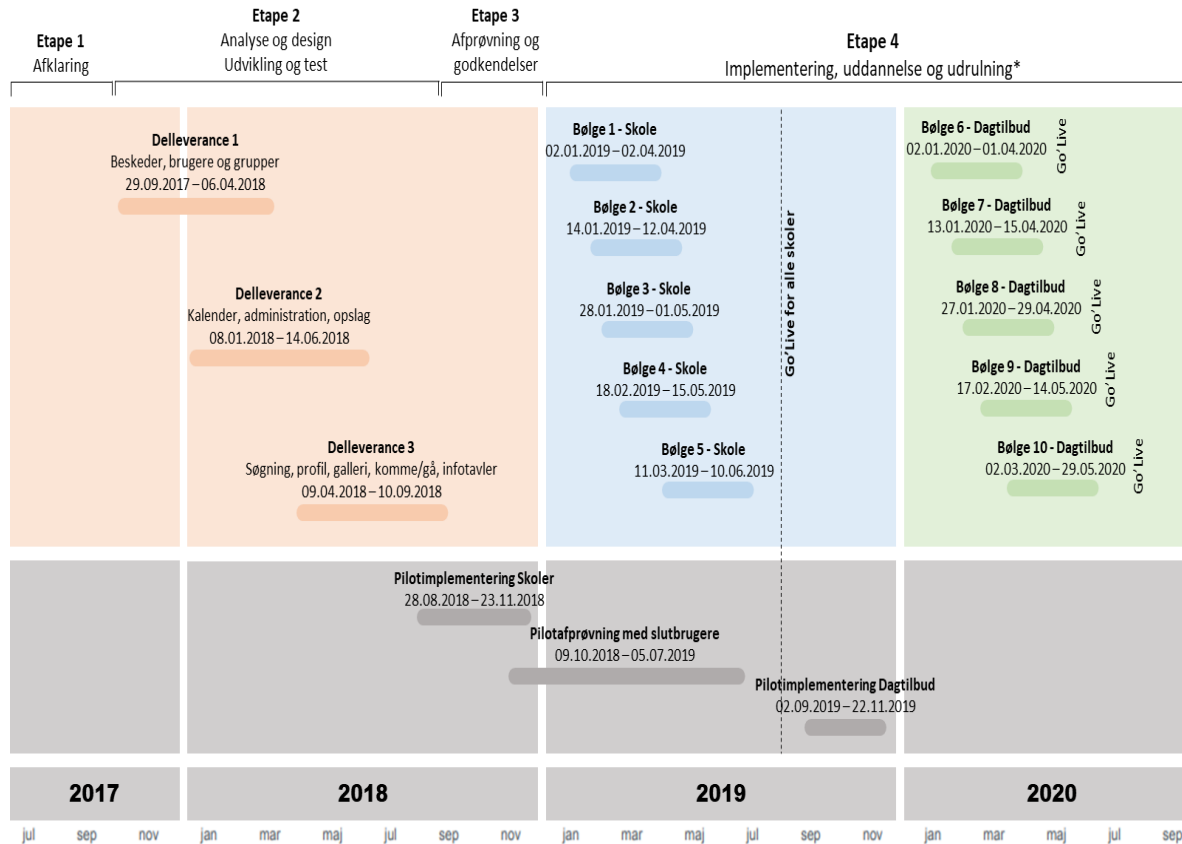 Etape 1
Afklaring
Etape 2
Analyse og design
Udvikling og test
Etape 3
Afprøvning og
godkendelser
Etape 4
Implementering, uddannelse og udrulning*
Delleverance 1
Beskeder, brugere og grupper
29.09.2017 – 06.04.2018
Delleverance 2
Kalender, administration, opslag
08.01.2018 – 14.06.2018
Delleverance 3
Søgning, profil, galleri, komme/gå, infotavler
09.04.2018 – 10.09.2018
Bølge 1 - Skole
02.01.2019 – 02.04.2019
Bølge 2 - Skole
14.01.2019 – 12.04.2019
Bølge 3 - Skole
28.01.2019 – 01.05.2019
Bølge 4 - Skole
18.02.2019 – 15.05.2019
Bølge 5 - Skole
11.03.2019 – 10.06.2019
Go'Live for alle skoler
Bølge 6 - Dagtilbud
02.01.2020 – 01.04.2020
Go'Live
Bølge 7 - Dagtilbud
13.01.2020 – 15.04.2020
Go'Live
Bølge 8 - Dagtilbud
27.01.2020 – 29.04.2020
Go'Live
Bølge 9 - Dagtilbud
17.02.2020 – 14.05.2020
Go'Live
Bølge 10 - Dagtilbud
02.03.2020 – 29.05.2020
Go'Live
Pilotimplementering Skoler
28.08.2018 – 23.11.2018
Pilotafprøvning med slutbrugere
09.10.2018 – 05.07.2019
Pilotimplementering Dagtilbud
02.09.2019 – 22.11.2019
2017 2018 2019 2020
jul sep nov jan mar maj jul sep nov jan mar maj jul sep nov jan mar maj jul sep